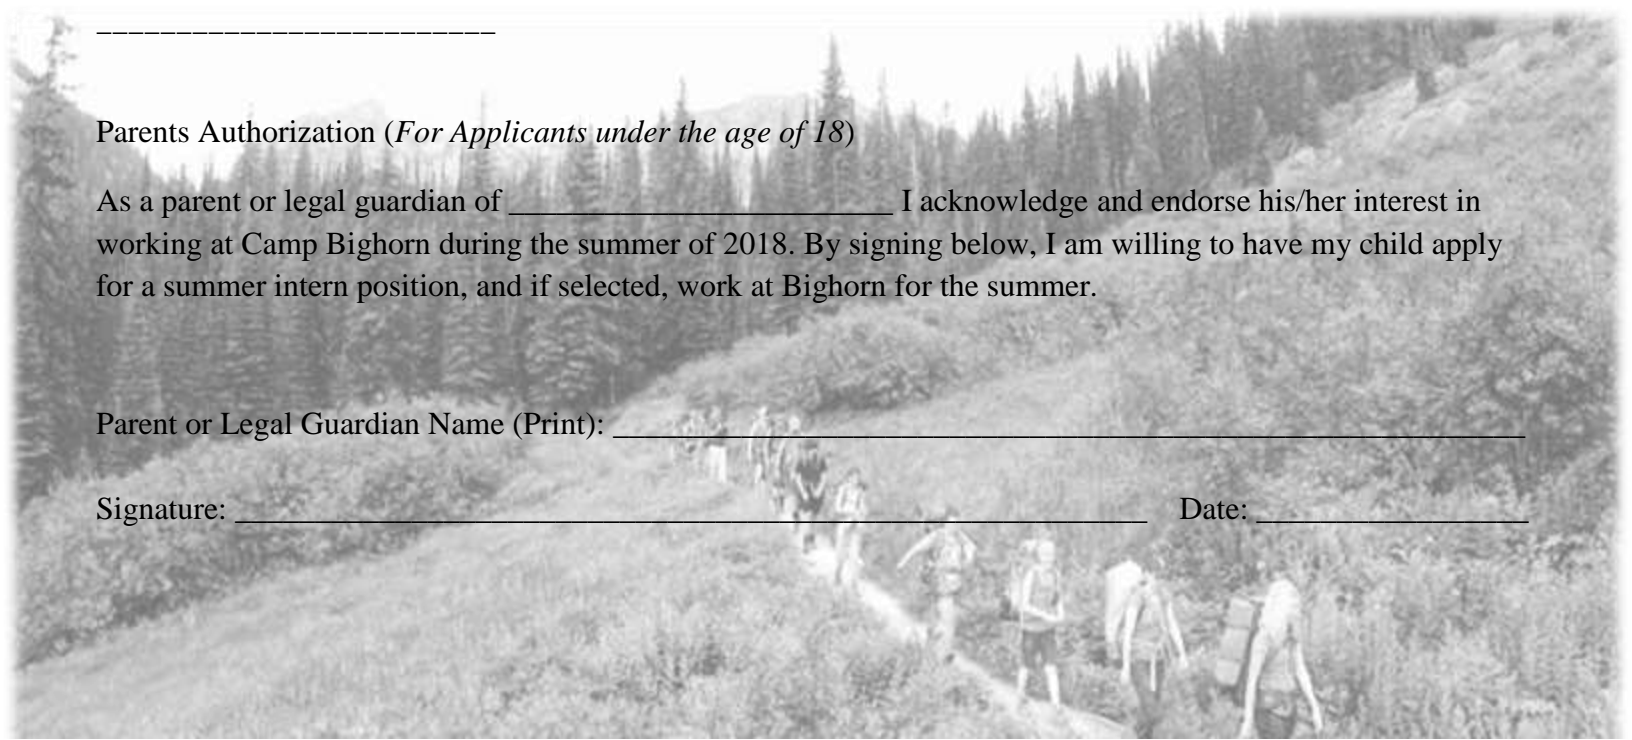 _________________________
Parents Authorization (For Applicants under the age of 18)
As a parent or legal guardian of ________________________ I acknowledge and endorse his/her interest in
working at Camp Bighorn during the summer of 2018. By signing below, I am willing to have my child apply
for a summer intern position, and if selected, work at Bighorn for the summer.
Parent or Legal Guardian Name (Print): _________________________________________________________
Signature: _________________________________________________________ Date: _________________